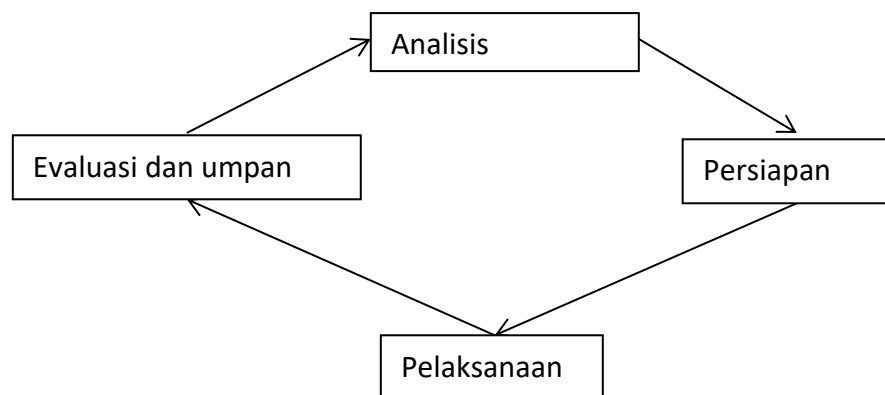 Analisis
Evaluasi dan umpan
Persiapan
Pelaksanaan